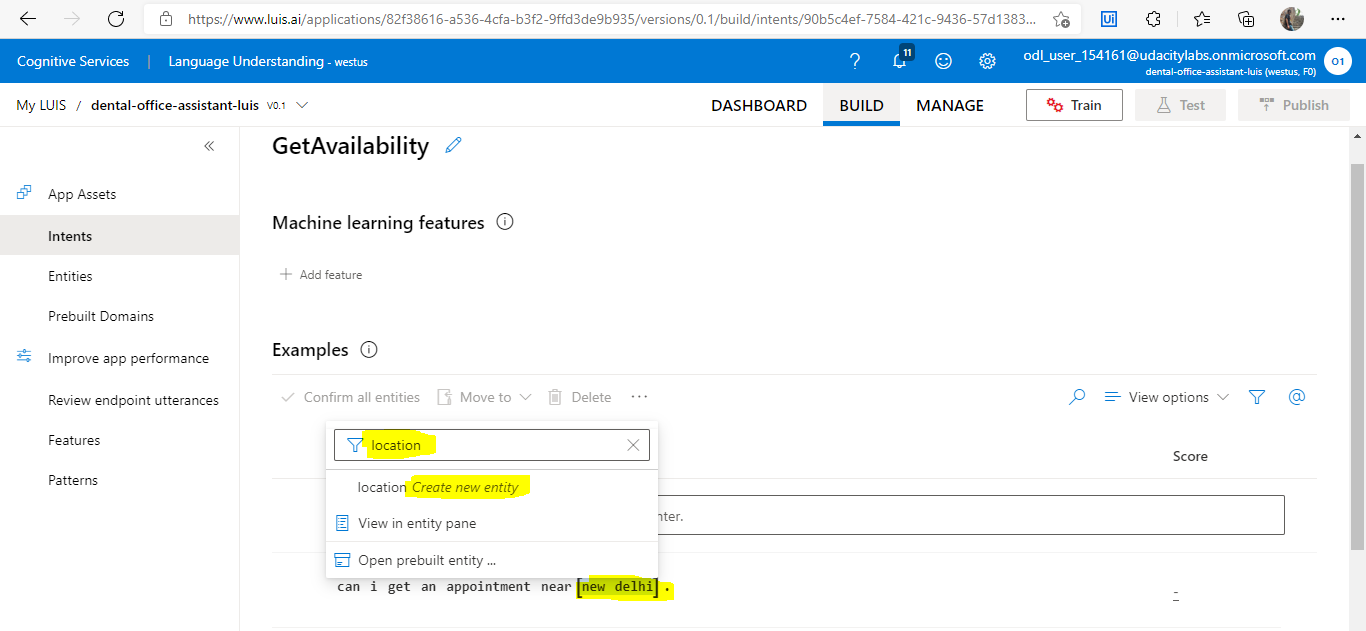 https://www.luis.ai/applications/82f38616-a536-4cfa-b3f2-9ffd3de9b935/versions/0.1/build/intents/90b5c4ef-7584-421c-9436-57d1383...
Ui
Cognitive Services | Language Understanding - westus
?
11
odl_user_154161@udacitylabs.onmicrosoft.com
dental-office-assistant-luis (westus, F0)
O1
My LUIS / dental-office-assistant-luis V0.1
DASHBOARD BUILD MANAGE
Train
Test
Publish
GetAvailability
App Assets
Intents
Entities
Prebuilt Domains
Improve app performance
Review endpoint utterances
Features
Patterns
Machine learning features
+ Add feature
Examples
Confirm all entities Move to Delete ...
View options
@
location
location Create new entity
View in entity pane
Open prebuilt entity ...
Score
nter.
can i get an appointment near [new delhi] .
-